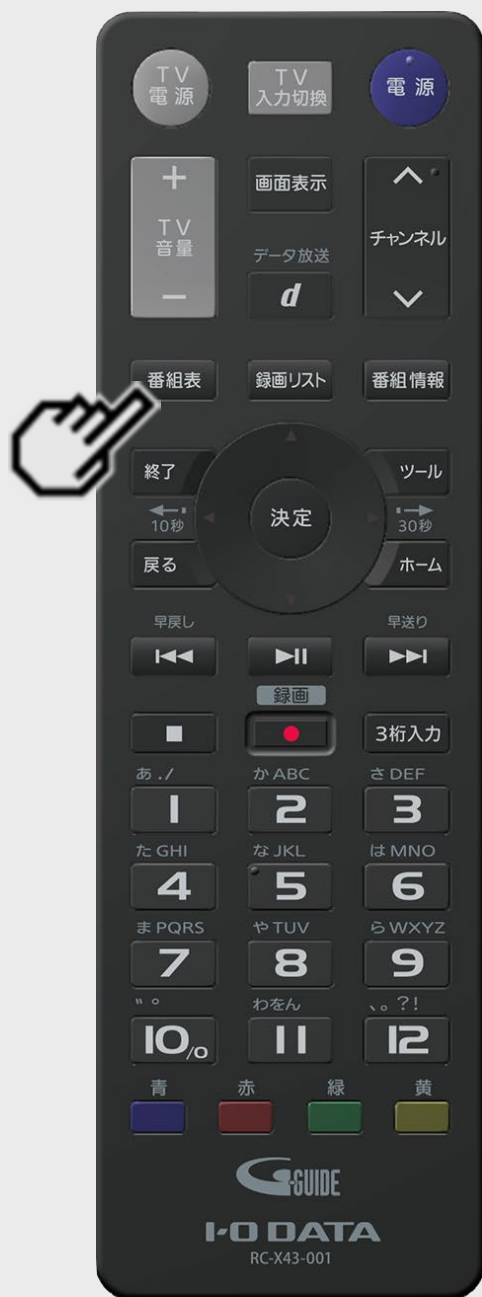 TV
電源
TV
入力切換
電源
+
TV
音量
−
画面表示
データ放送
d
チャンネル
番組表
録画リスト
番組情報
終了
ツール
10秒
決定
30秒
戻る
ホーム
早戻し
早送り
録画
3桁入力
あ./
かABC
さDEF
1
2
3
たGHI
なJKL
はMNO
4
5
6
まPQRS
やTUV
らWXYZ
7
8
9
"°
わをん
、。?!
10/0
11
12
青
赤
緑
黄
G-GUIDE
I-O DATA
RC-X43-001